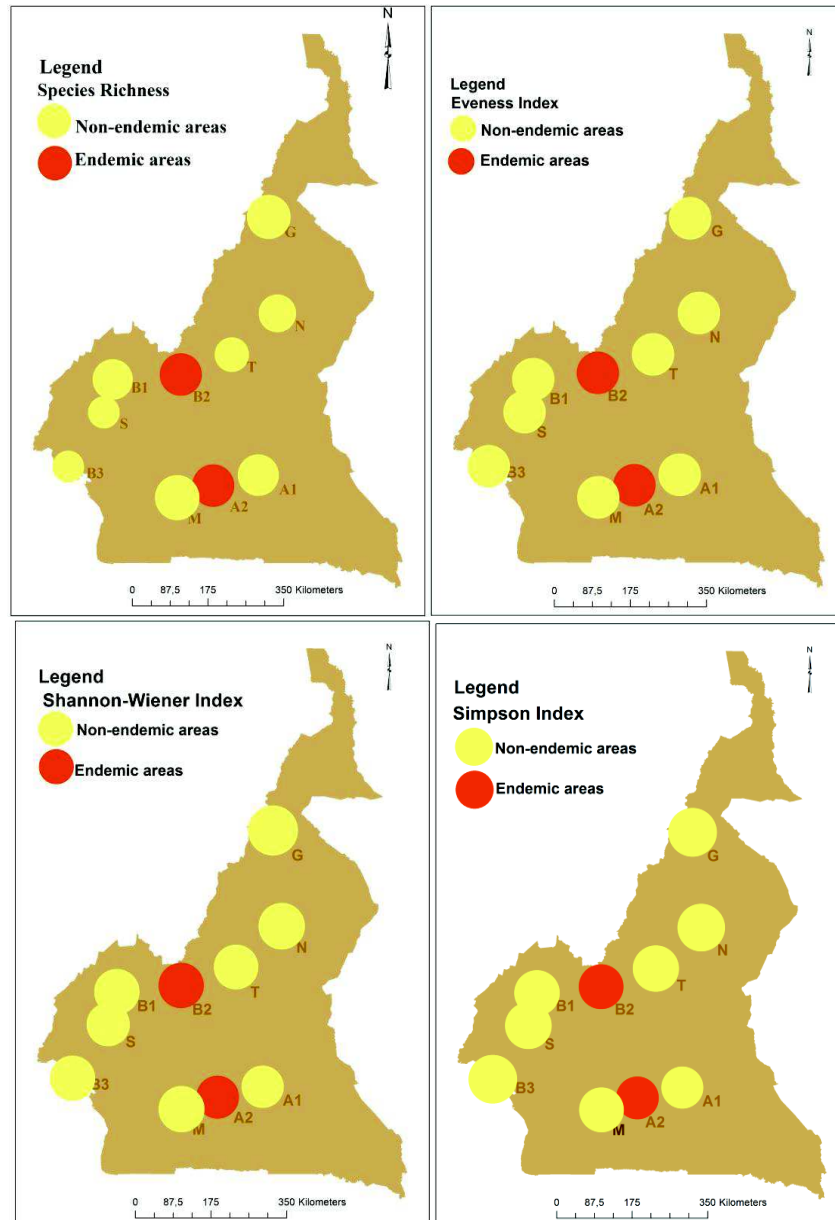 N
Legend
Species Richness
Non-endemic areas
Endemic areas
G
N
T
B1
B2
S
B3
A1
A2
M
0 87,5 175 350 Kilometers
N
Legend
Eveness Index
Non-endemic areas
Endemic areas
G
N
T
B1
B2
S
B3
A1
A2
M
0 87,5 175 350 Kilometers
N
Legend
Shannon-Wiener Index
Non-endemic areas
Endemic areas
G
N
T
B1
B2
S
B3
A1
A2
M
0 87,5 175 350 Kilometers
N
Legend
Simpson Index
Non-endemic areas
Endemic areas
G
N
T
B1
B2
S
B3
A1
A2
M
0 87,5 175 350 Kilometers